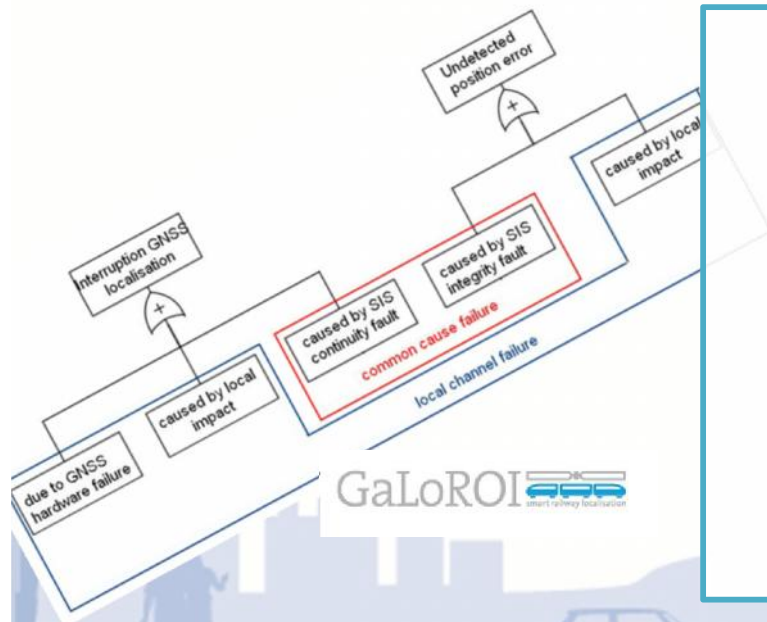 Undetected
position error
caused by local
impact
Interruption GNSS
localisation
caused by SIS
integrity fault
caused by SIS
continuity fault
common cause failure
local channel failure
caused by local
impact
due to GNSS
hardware failure
GaLoROI
smart railway localisation
+
+